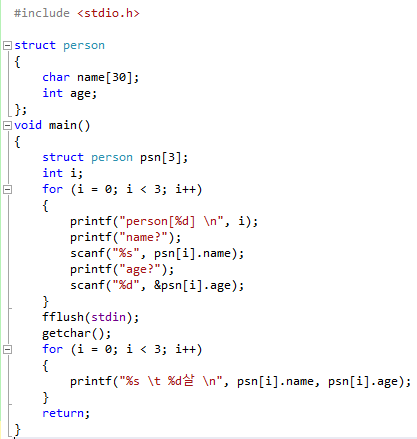 #include <stdio.h>
struct person
{
char name[30];
int age;
};
void main()
{
struct person psn[3];
int i;
for (i = 0; i < 3; i++)
{
printf("person[%d] \n", i);
printf("name?");
scanf("%s", psn[i].name);
printf("age?");
scanf("%d", &psn[i].age);
}
fflush(stdin);
getchar();
for (i = 0; i < 3; i++)
{
printf("%s \t %d살 \n", psn[i].name, psn[i].age);
}
return;
}